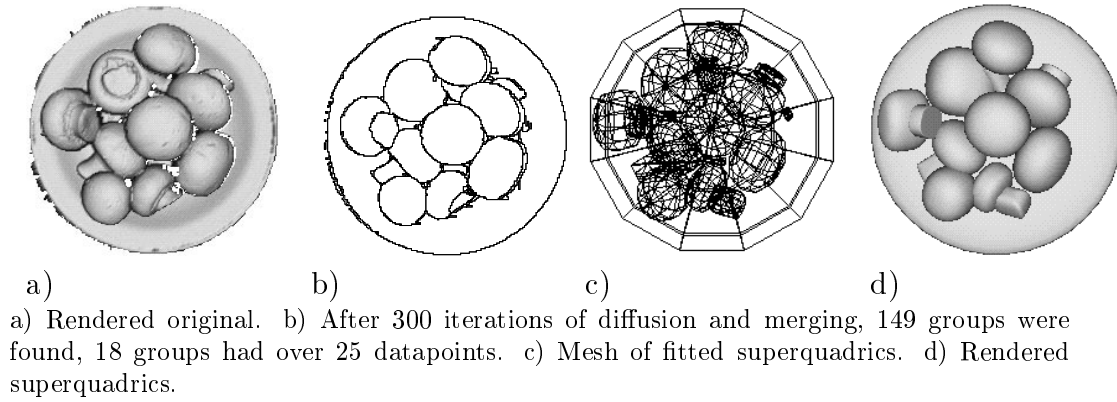 a) b) c) d)
a) Rendered original. b) After 300 iterations of diffusion and merging, 149 groups were
found, 18 groups had over 25 datapoints. c) Mesh of fitted superquadrics. d) Rendered
superquadrics.